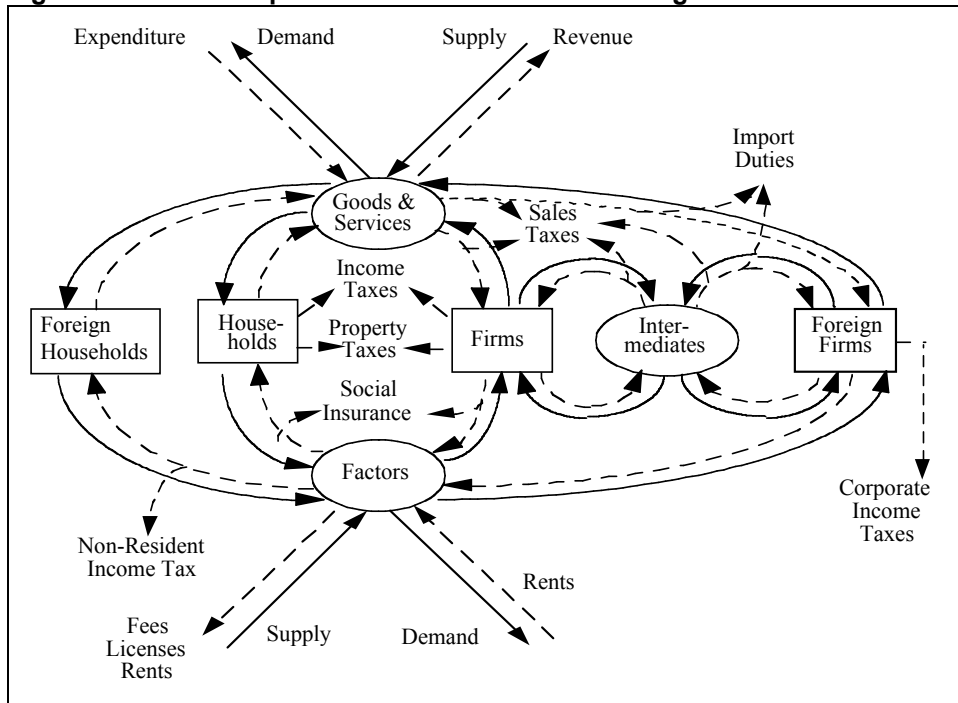 Expenditure
Demand
Supply
Revenue
Import
Duties
Goods &
Services
Sales
Taxes
Income
Taxes
Foreign
Households
House-
holds
Property
Taxes
Firms
Inter-
mediates
Foreign
Firms
Social
Insurance
Factors
Corporate
Income
Taxes
Non-Resident
Income Tax
Rents
Fees
Licenses
Rents
Supply
Demand